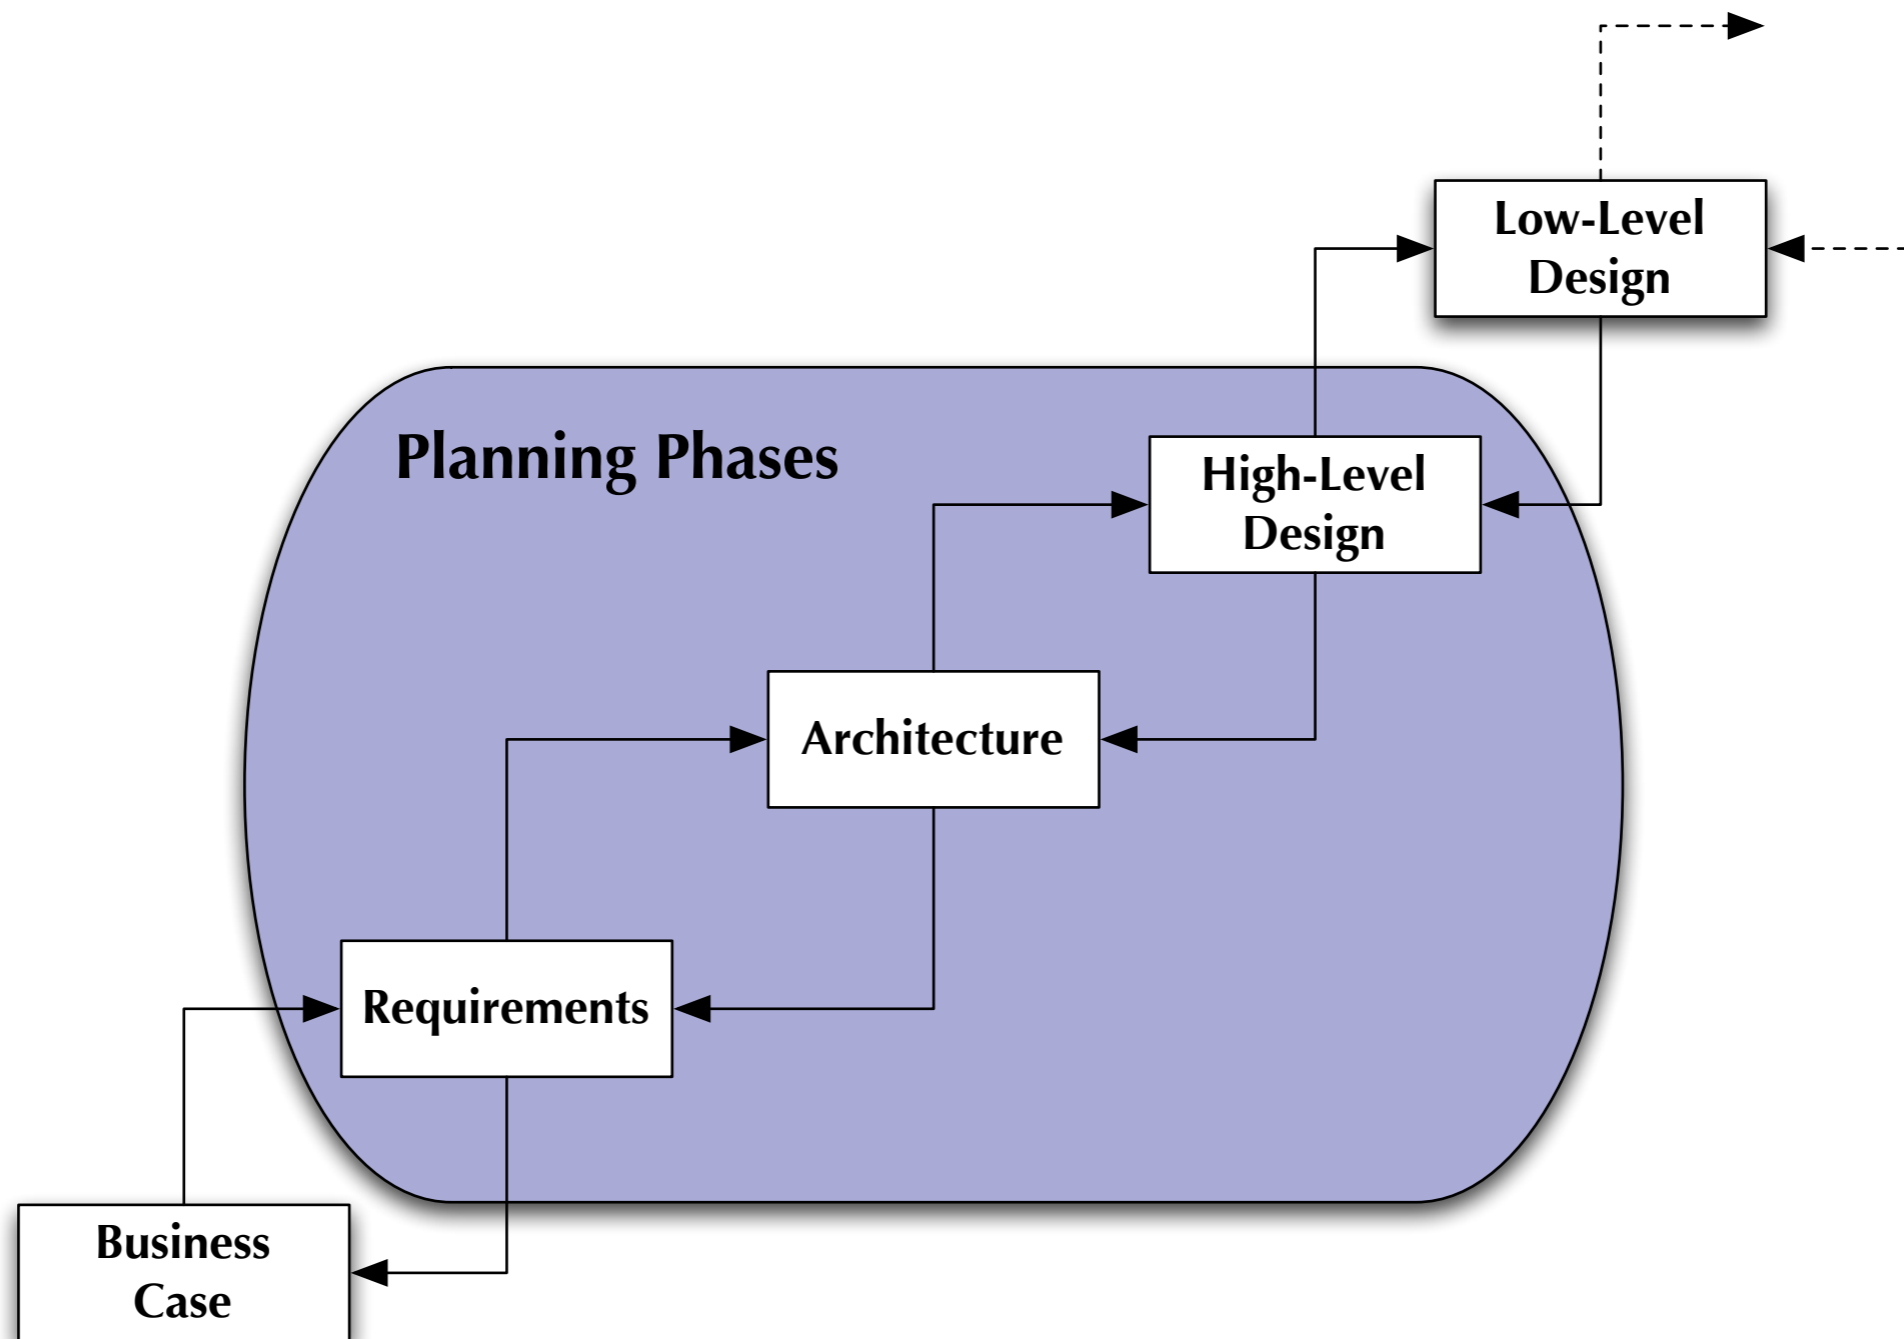 Low-Level
Design
Planning Phases
High-Level
Design
Architecture
Requirements
Business
Case